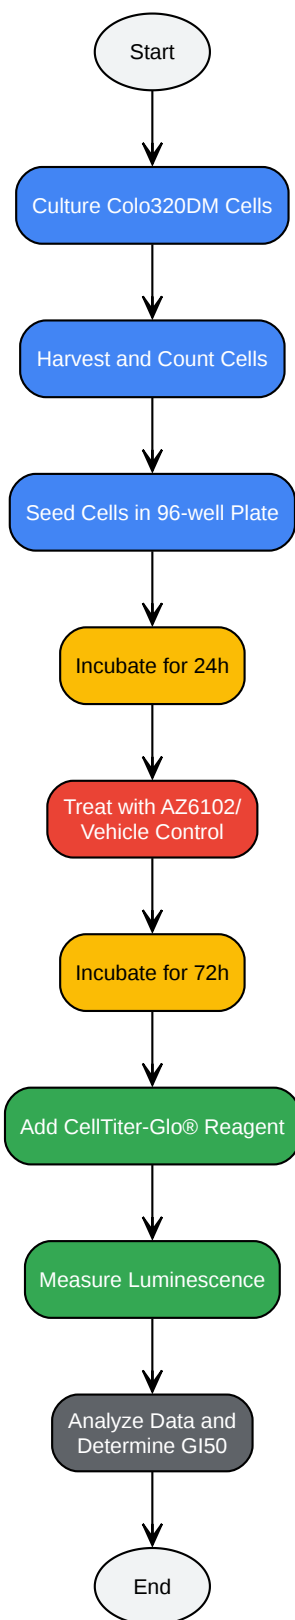 Start
Culture Colo320DM Cells
Harvest and Count Cells
Seed Cells in 96-well Plate
Incubate for 24h
Treat with AZ6102/
Vehicle Control
Incubate for 72h
Add CellTiter-Glo® Reagent
Measure Luminescence
Analyze Data and
Determine GI50
End